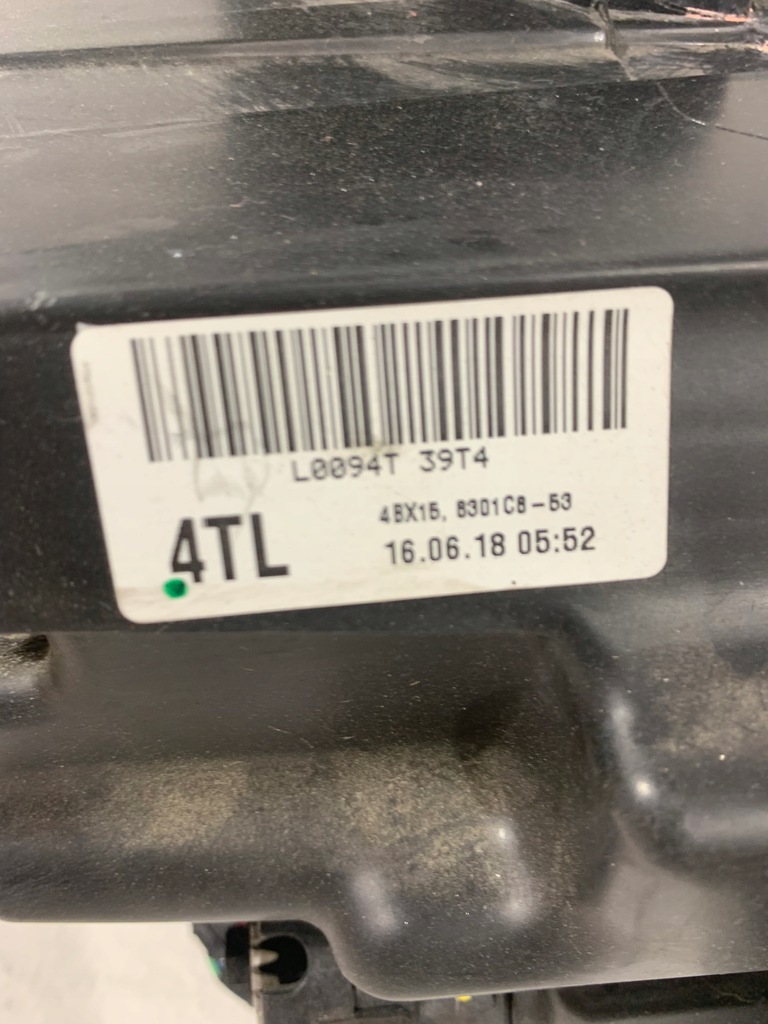 L0094T 39T4
4BX15, 8301C8-53
4TL
16.06.18 05:52